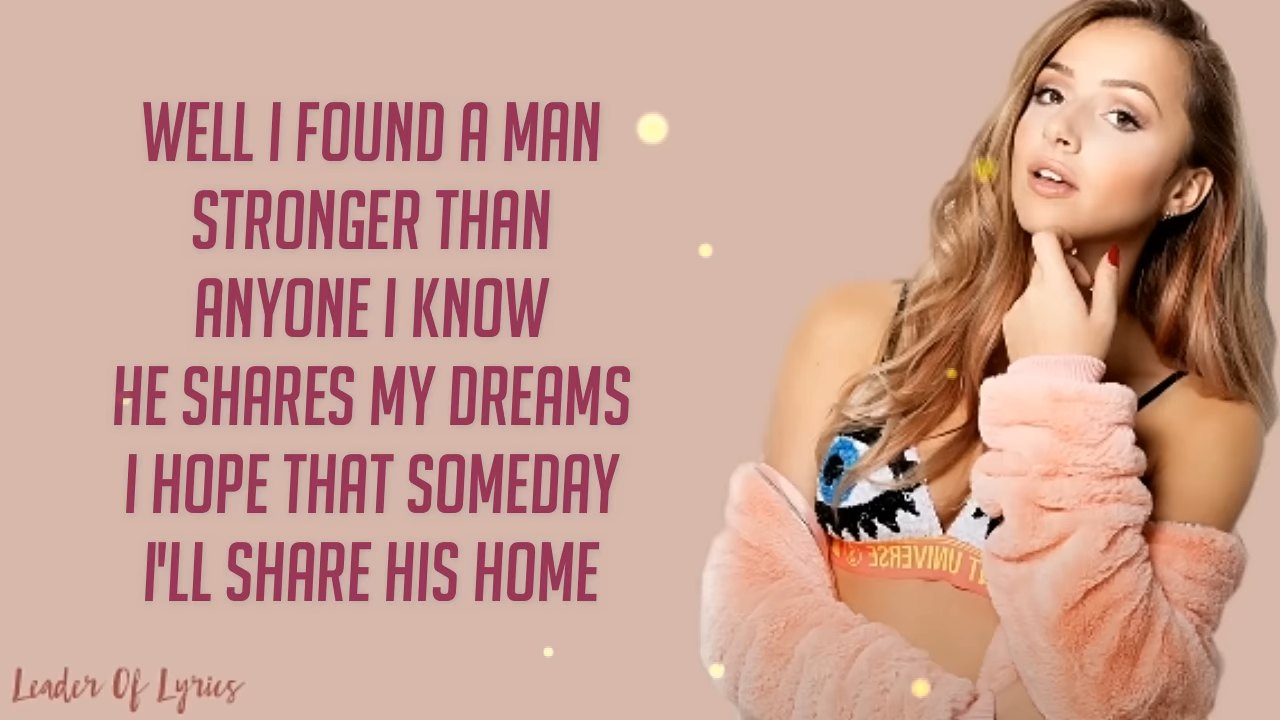 WELL I FOUND A MAN
STRONGER THAN
ANYONE I KNOW
HE SHARES MY DREAMS
I HOPE THAT SOMEDAY
I'LL SHARE HIS HOME
UNIVERSE
Leader Of Lyrics